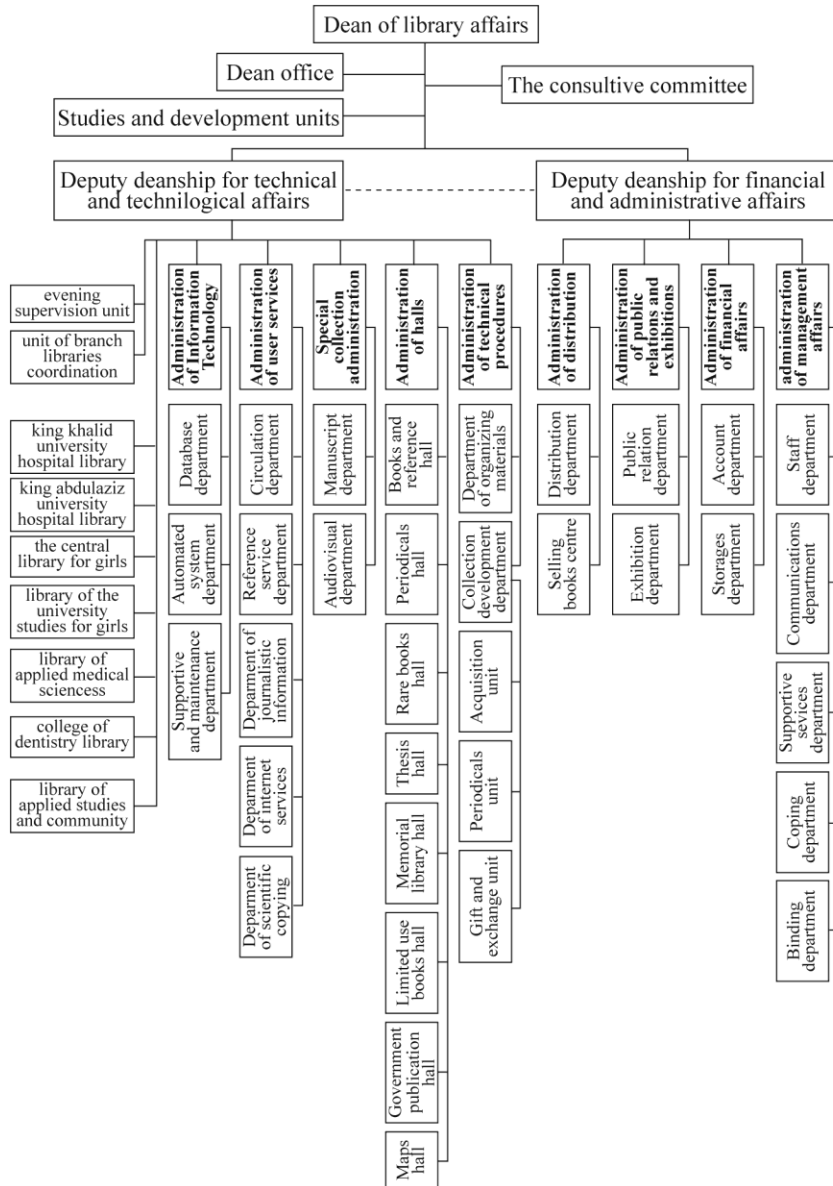 Dean of library affairs
Dean office
The consultive committee
Studies and development units
Deputy deanship for technical
and technilogical affairs
Deputy deanship for financial
and administrative affairs
evening
supervision unit
unit of branch
libraries
coordination
king khalid
university
hospital library
king abdulaziz
university
hospital library
the central
library for girls
library of the
university
studies for girls
library of
applied medical
sciencess
college of
dentistry library
library of
applied studies
and community
Administration
of Information
Technology
Database
department
Automated
system
department
Supportive
and maintenance
department
Administration
of user services
Circulation
department
Reference
service
department
Department of
journalistic
information
Deparment
of internet
services
Deparment
of scientific
copying
Special
collection
administration
Manuscript
department
Audiovisual
department
Administration
of halls
Books and
reference
hall
Periodicals
hall
Rare books
hall
Thesis
hall
Memorial
library hall
Limited use
books hall
Government
publication
hall
Maps
hall
Administration
of technical
procedures
Department
of organizing
materials
Collection
development
department
Acquisition
unit
Periodicals
unit
Gift and
exchange unit
Administration
of distribution
Distribution
department
Selling
books centre
Administration
of public
relations and
exhibitions
Public
relation
department
Exhibition
department
Administration
of financial
affairs
Account
department
Storages
department
administration
of management
affairs
Staff
department
Communications
department
Supportive
sevices
department
Coping
department
Binding
department